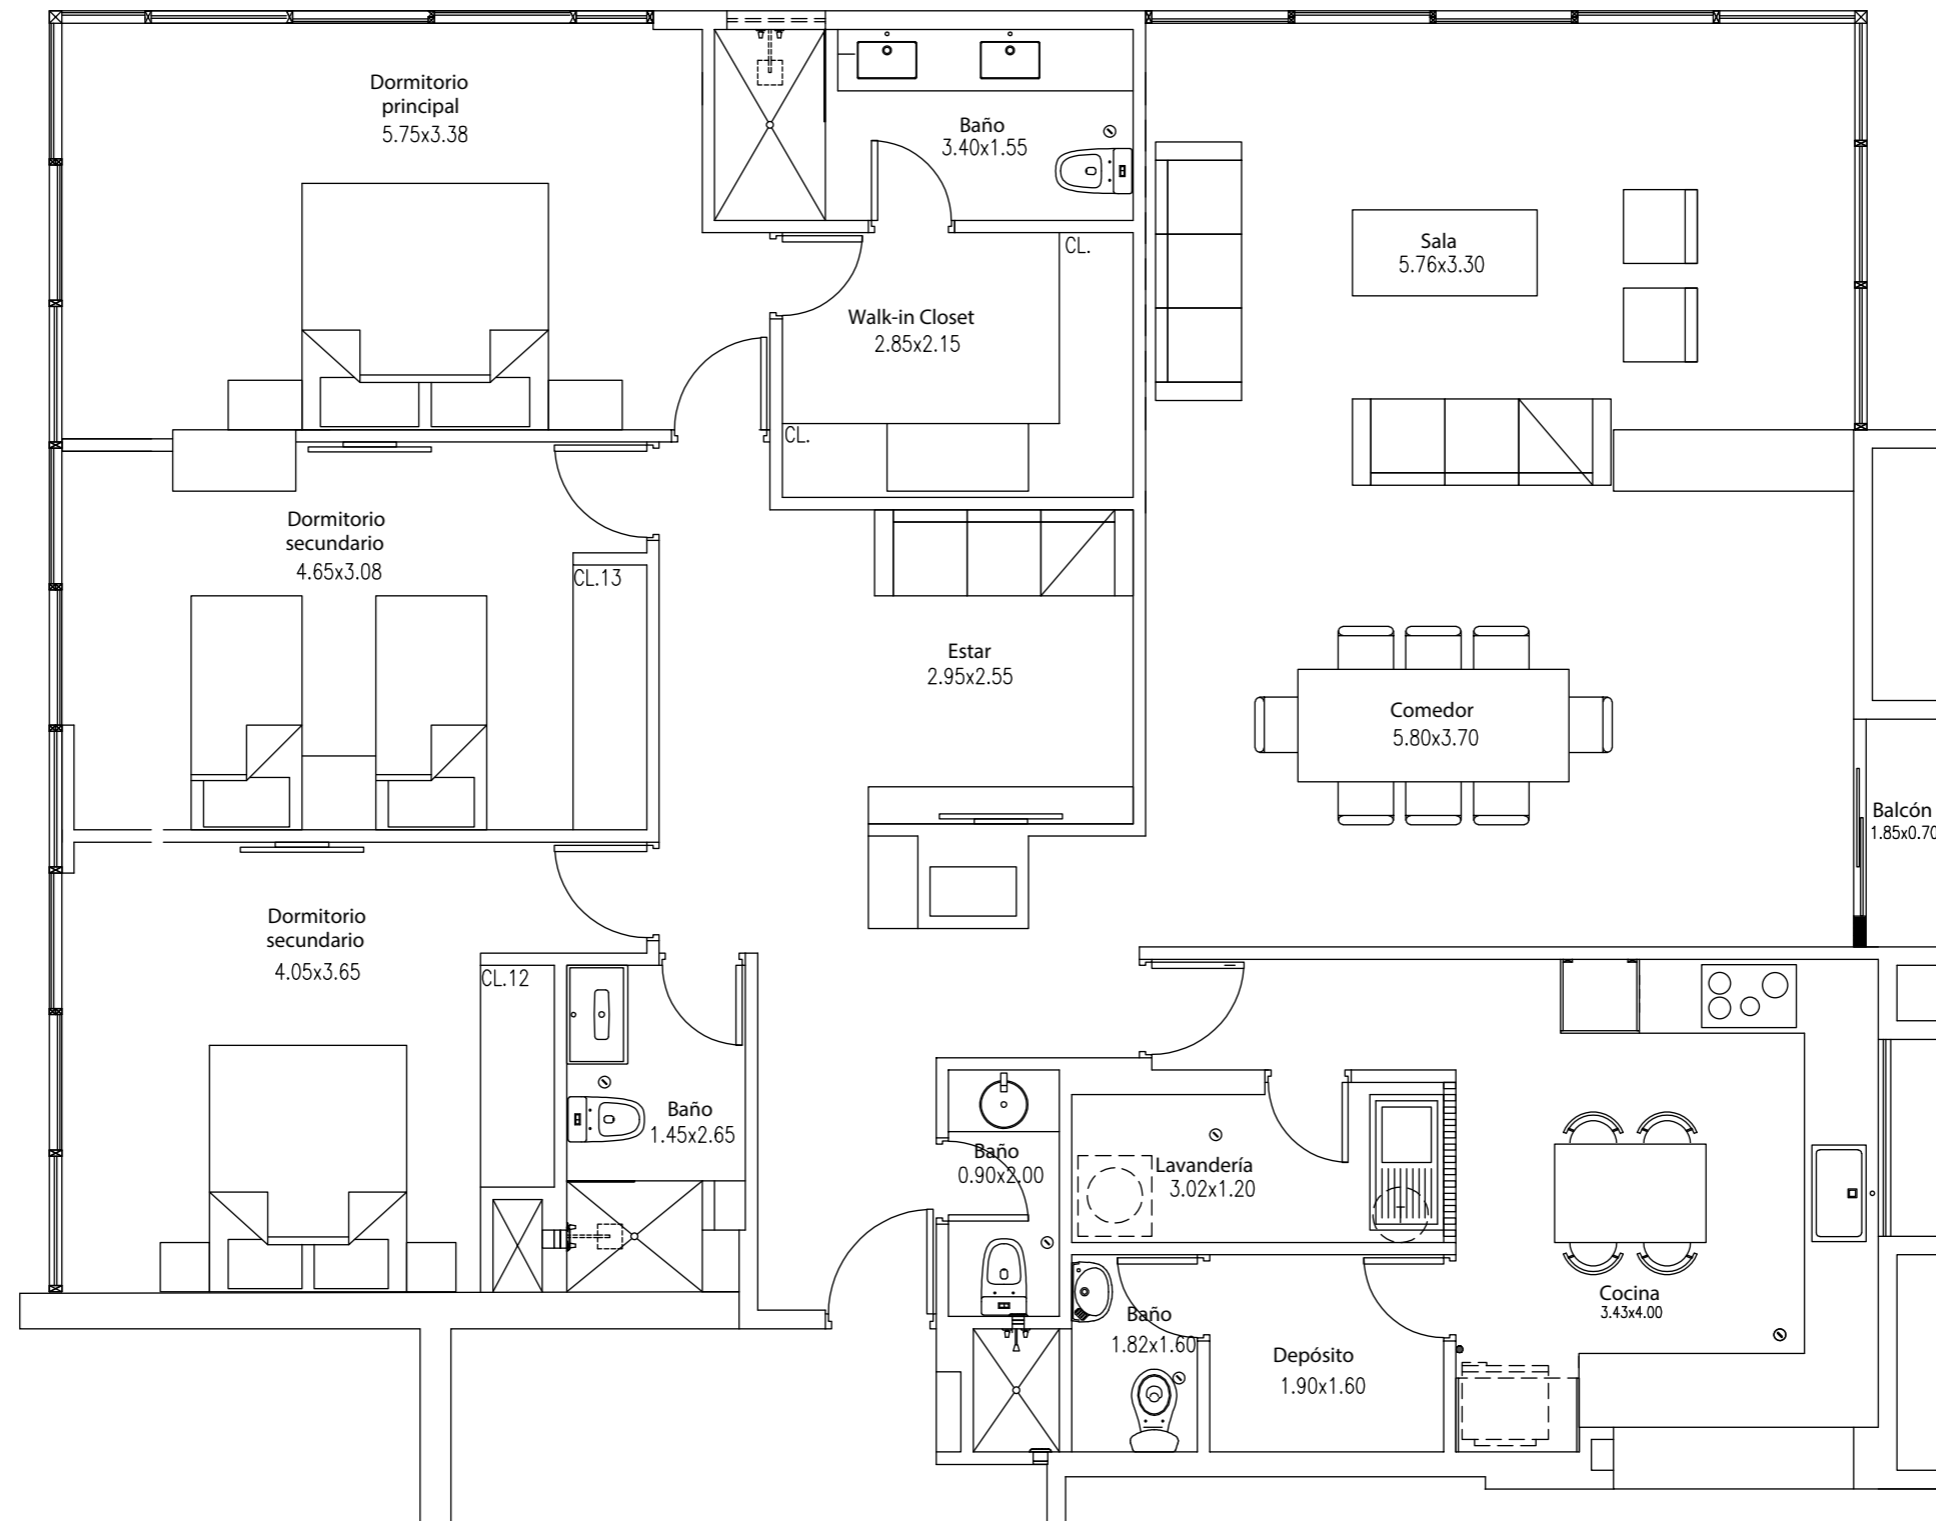 Dormitorio
principal
5.75x3.38
Baño
3.40x1.55
Sala
5.76x3.30
CL.
Walk-in Closet
2.85x2.15
CL.
Dormitorio
secundario
4.65x3.08
CL.13
Estar
2.95x2.55
Comedor
5.80x3.70
Balcón
1.85x0.70
Dormitorio
secundario
4.05x3.65
CL.12
Baño
1.45x2.65
Baño
0.90x2.00
Lavandería
3.02x1.20
Cocina
3.43x4.00
Baño
1.82x1.60
Depósito
1.90x1.60